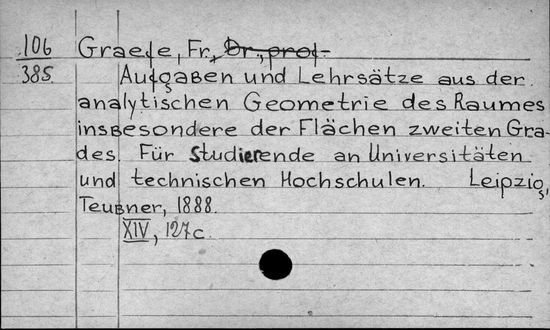 106 Graefe, Fr., Dr., prof.
385 Aufgaben und Lehrsätze aus der
analytischen Geometrie des Raumes
insbesondere der Flächen zweiten Gra-
des. Für Studierende an Universitäten
und technischen Hochschulen. Leipzig,
Teubner, 1888.
XIV, 127c.